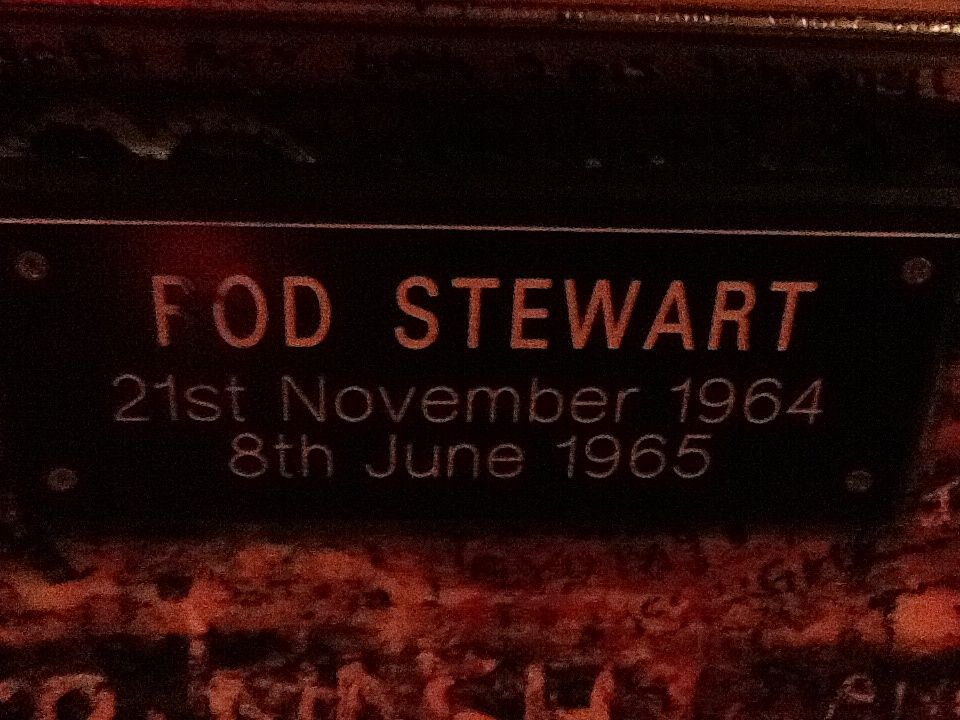 ROD STEWART
21st November 1964
8th June 1965